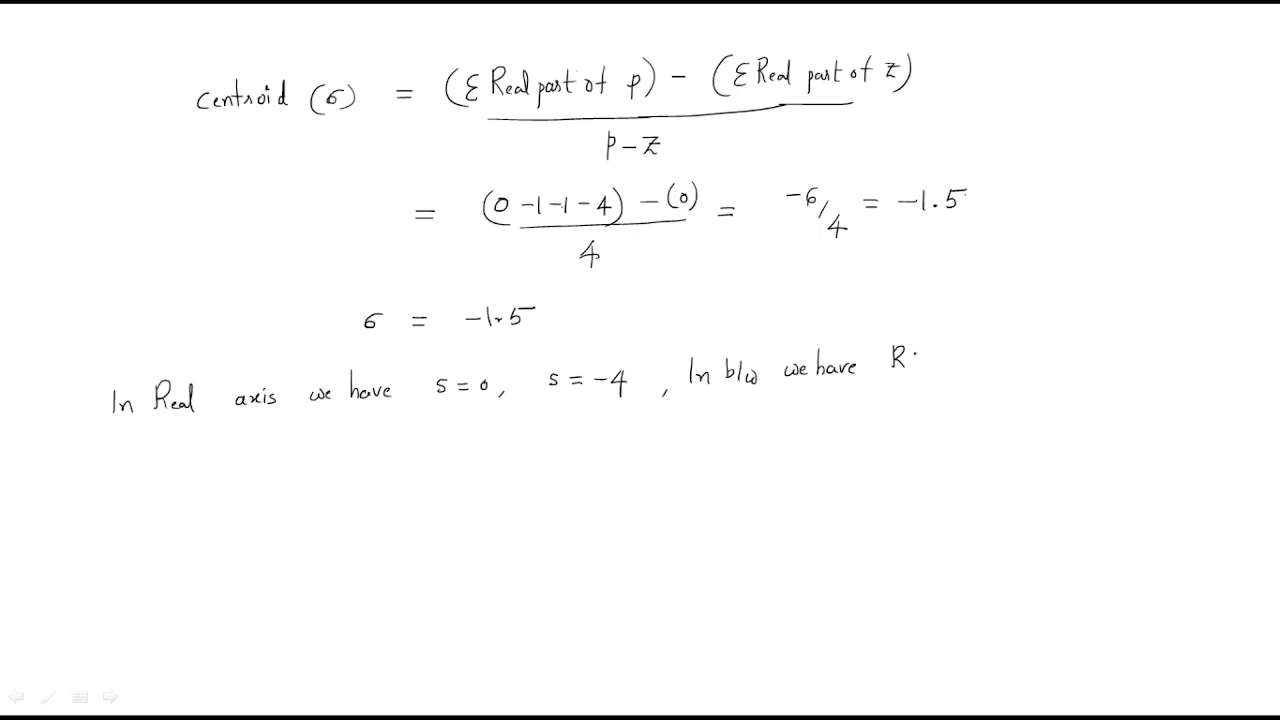 centroid (σ) = (Σ Real part of p) - (Σ Real part of z)
p - z
= (0 -1 -1 - 4) - (0) = -6/4 = -1.5
4
σ = -1.5
In Real axis we have s = 0, s = -4, In b/w we have R.